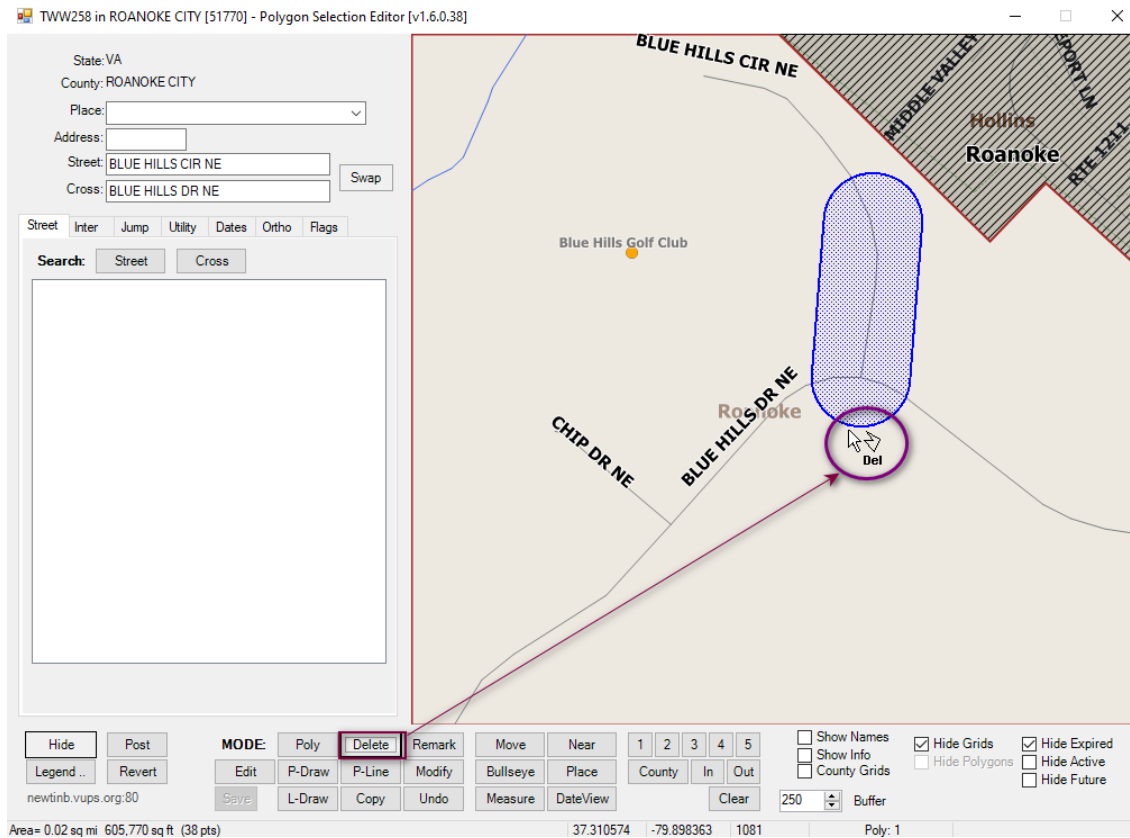 TWW258 in ROANOKE CITY [51770] - Polygon Selection Editor [v1.6.0.38]
State: VA
County: ROANOKE CITY
Place:
Address:
Street: BLUE HILLS CIR NE
Cross: BLUE HILLS DR NE
Swap
Street Inter Jump Utility Dates Ortho Flags
Search: Street Cross
BLUE HILLS CIR NE
MIDDLE VALLEY
EPORT LN
Hollins
Roanoke
RTE 1211
Blue Hills Golf Club
Roanoke
BLUE HILLS DR NE
CHIP DR NE
Del
Hide Post MODE: Poly Delete Remark Move Near 1 2 3 4 5 Show Names Hide Grids Hide Expired
Show Info Hide Polygons Hide Active
Legend .. Revert Edit P-Draw P-Line Modify Bullseye Place County In Out County Grids Hide Future
newtinb.vups.org:80 Save L-Draw Copy Undo Measure DateView Clear 250 Buffer
Area= 0.02 sq mi 605,770 sq ft (38 pts) 37.310574 -79.898363 1081 Poly: 1